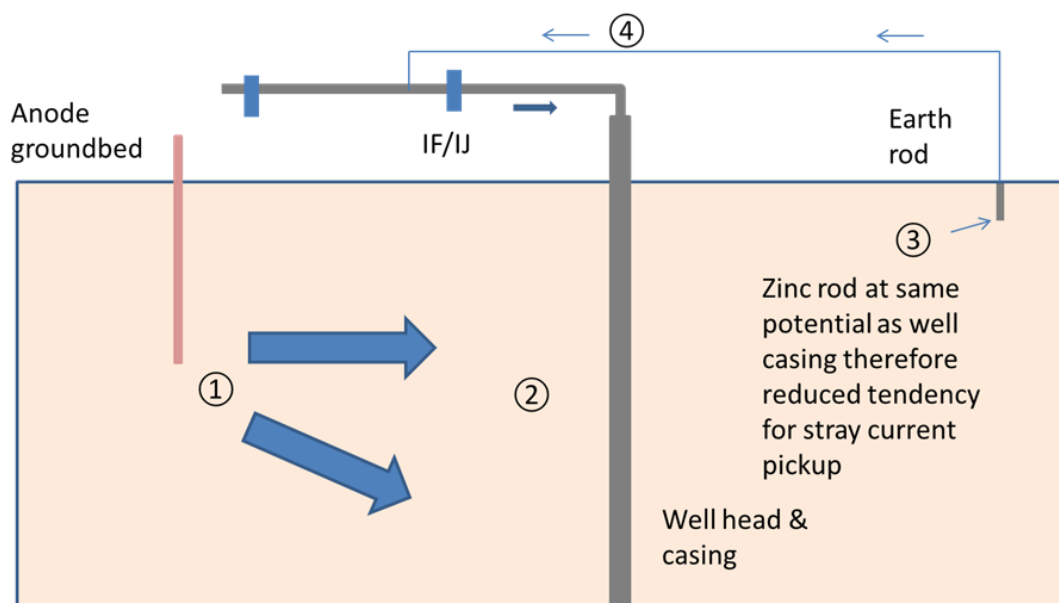 ④
Anode
groundbed
IF/IJ
Earth
rod
③
Zinc rod at same
potential as well
casing therefore
reduced tendency
for stray current
pickup
①
②
Well head &
casing